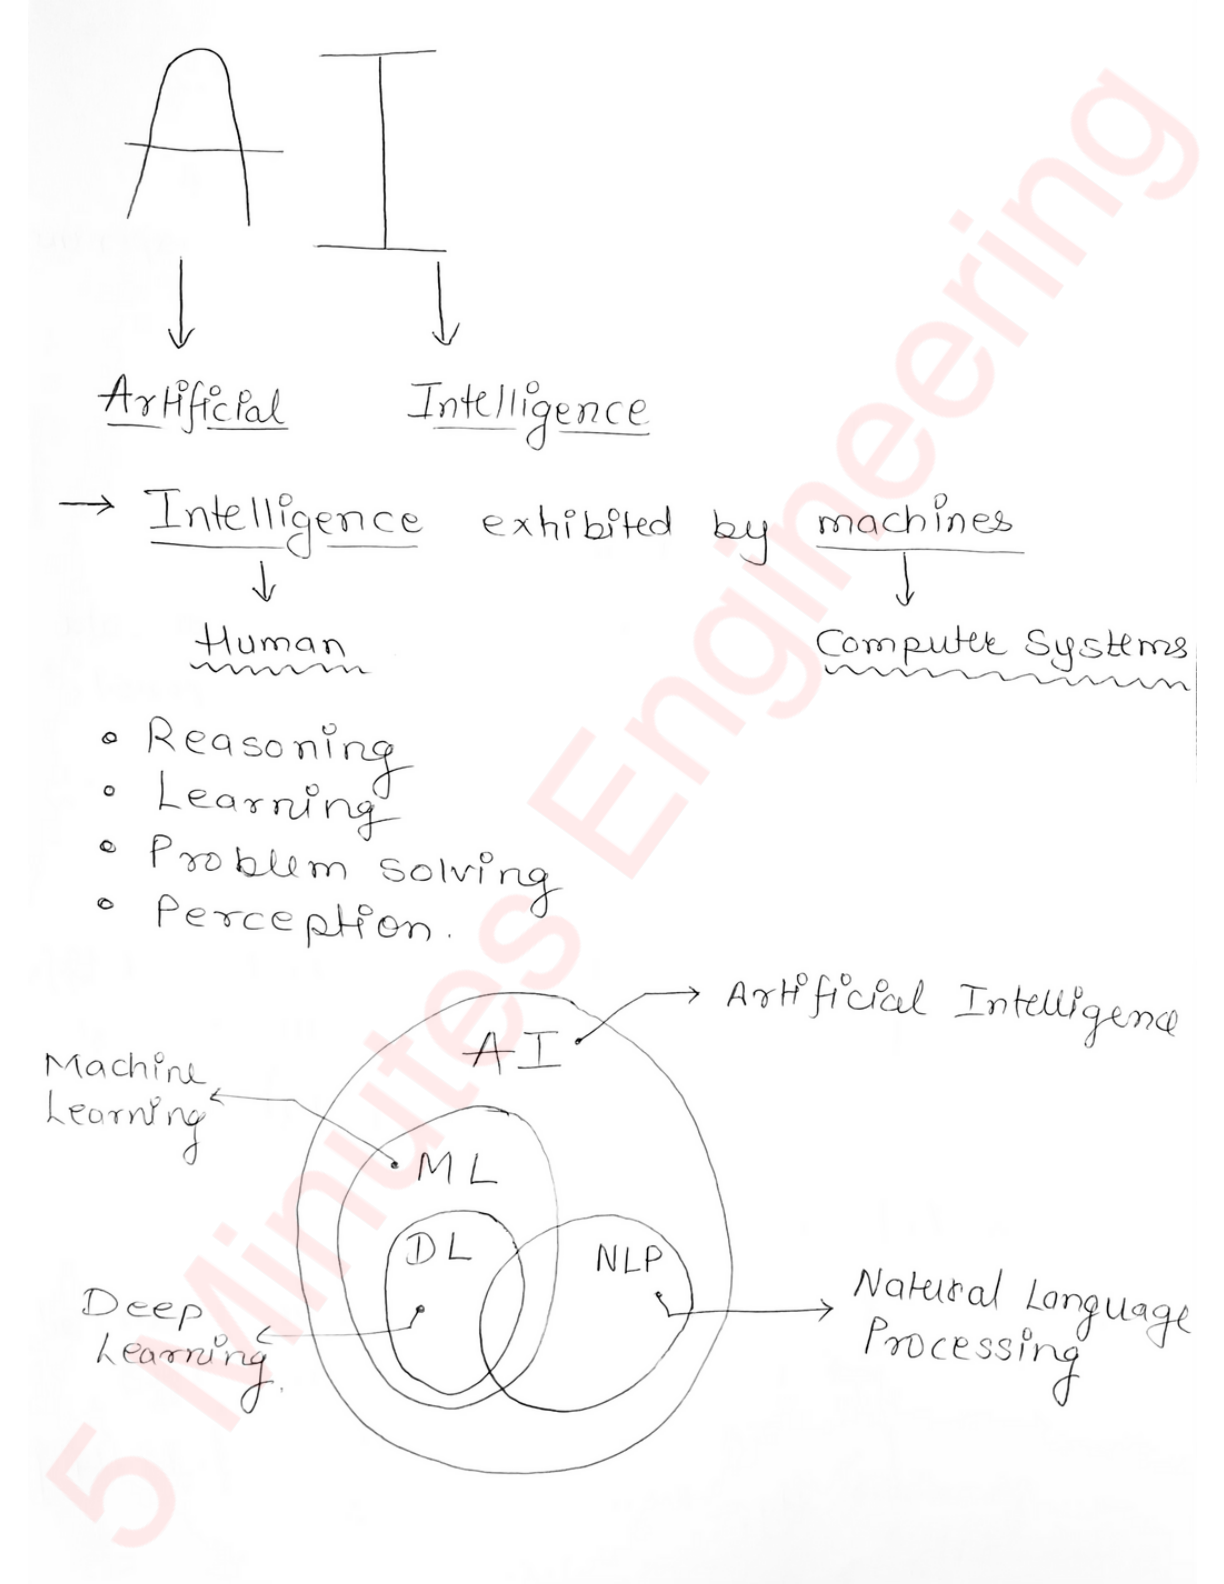 AI
Artificial Intelligence
→ Intelligence exhibited by machines
Human Computer Systems
• Reasoning
• Learning
• Problem solving
• Perception.
Artificial Intelligence
AI
Machine
Learning
ML
DL
NLP
Natural Language
Processing
Deep
Learning.
5 Minutes Engineering